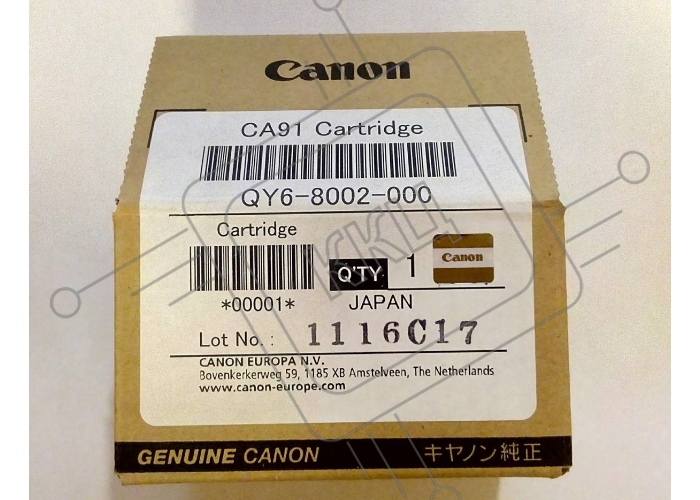 Canon
CA91 Cartridge
QY6-8002-000
Cartridge
Q'TY 1 Canon
*00001* JAPAN
Lot No.: 1116C17
CANON EUROPA N.V.
Bovenkerkerweg 59, 1185 XB Amstelveen, The Netherlands
www.canon-europe.com
GENUINE CANON キヤノン純正
ККЦ